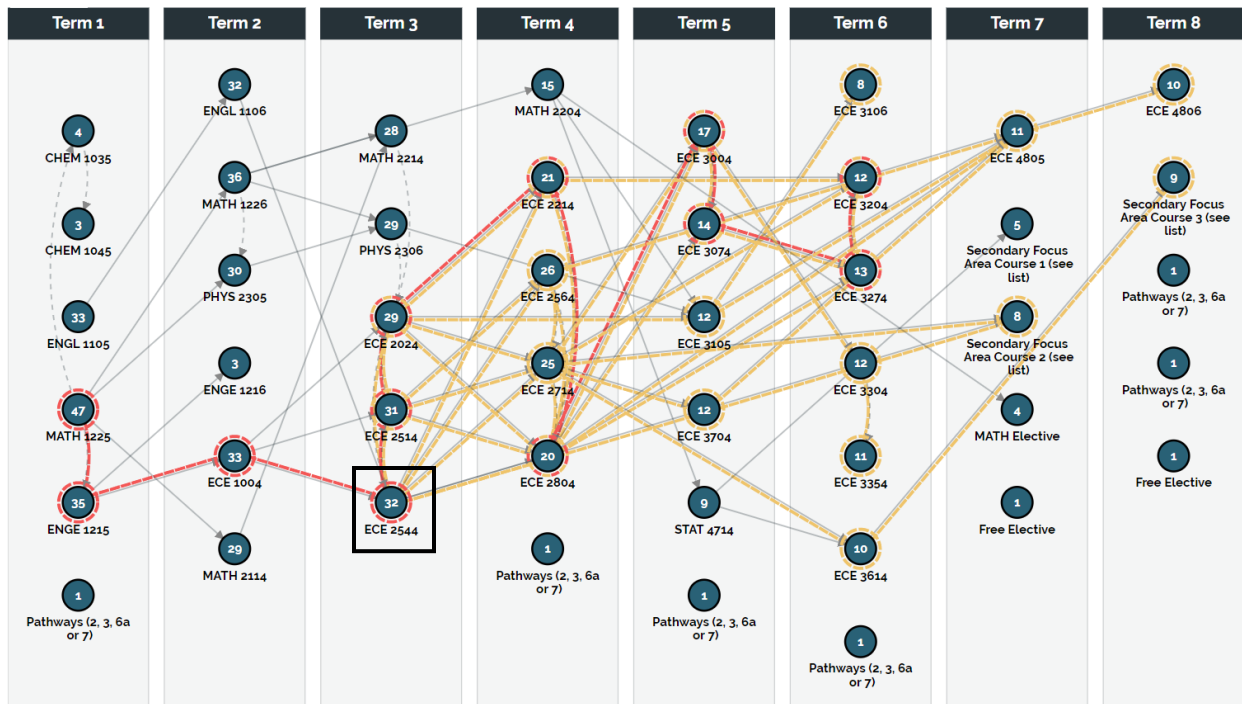 Term 1
Term 2
Term 3
Term 4
Term 5
Term 6
Term 7
Term 8
4
CHEM 1035
3
CHEM 1045
33
ENGL 1105
47
MATH 1225
35
ENGE 1215
1
Pathways (2, 3, 6a
or 7)
32
ENGL 1106
36
MATH 1226
30
PHYS 2305
3
ENGE 1216
33
ECE 1004
29
MATH 2114
28
MATH 2214
29
PHYS 2306
29
ECE 2024
31
ECE 2514
32
ECE 2544
15
MATH 2204
21
ECE 2214
26
ECE 2564
25
ECE 2714
20
ECE 2804
1
Pathways (2, 3, 6a
or 7)
17
ECE 3004
14
ECE 3074
12
ECE 3105
12
ECE 3704
9
STAT 4714
1
Pathways (2, 3, 6a
or 7)
8
ECE 3106
12
ECE 3204
13
ECE 3274
12
ECE 3304
11
ECE 3354
10
ECE 3614
1
Pathways (2, 3, 6a
or 7)
11
ECE 4805
5
Secondary Focus
Area Course 1 (see
list)
8
Secondary Focus
Area Course 2 (see
list)
4
MATH Elective
1
Free Elective
10
ECE 4806
9
Secondary Focus
Area Course 3 (see
list)
1
Pathways (2, 3, 6a
or 7)
1
Pathways (2, 3, 6a
or 7)
1
Free Elective